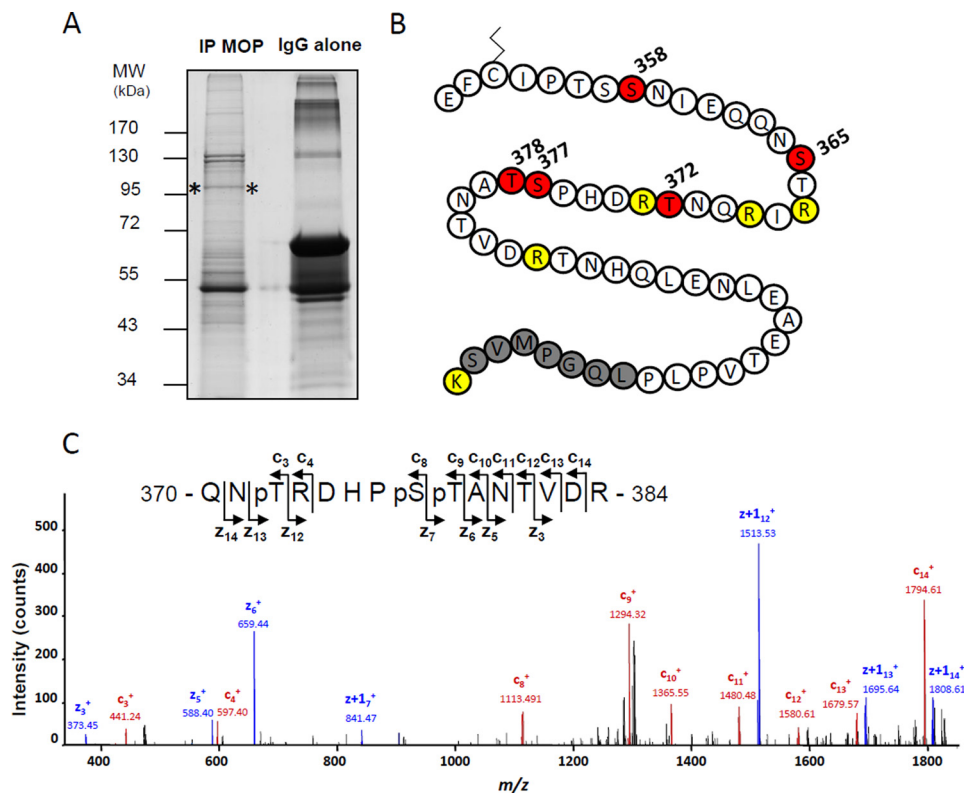 A
B
IP MOP IgG alone
MW
(kDa)
170
130
95
72
55
43
34
* *
358
E F C I P T S S N I E Q Q N S
365
T
R
378
377
372
N A T S P H D R T N Q R I
T
V D R T N H Q L E N L E
A
E
K S V M P G Q L P L P V T
C
c3 c4 c8 c9 c10 c11 c12 c13 c14
370 - Q N pT R D H P pS pT A N T V D R - 384
z14 z13 z12 z7 z6 z5 z3
Intensity (counts)
500
400
300
200
100
0
z3+
373.45
c3+
441.24
z5+
588.40
c4+
597.40
z6+
659.44
z+17+
841.47
c8+
1113.491
c9+
1294.32
c10+
1365.55
c11+
1480.48
z+112+
1513.53
c12+
1580.61
c13+
1679.57
z+113+
1695.64
c14+
1794.61
z+114+
1808.61
400 600 800 1000 1200 1400 1600 1800
m/z